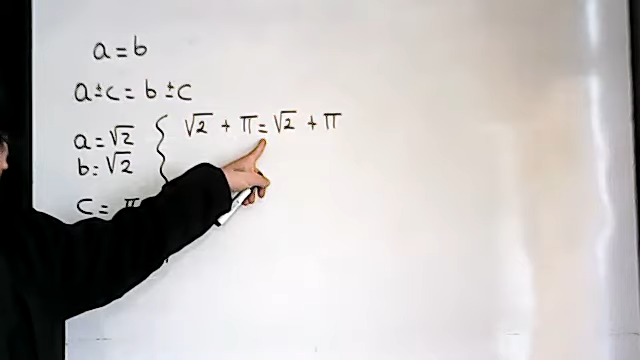 a = b
a ± c = b ± c
a = √2 { √2 + π = √2 + π
b = √2
c = π